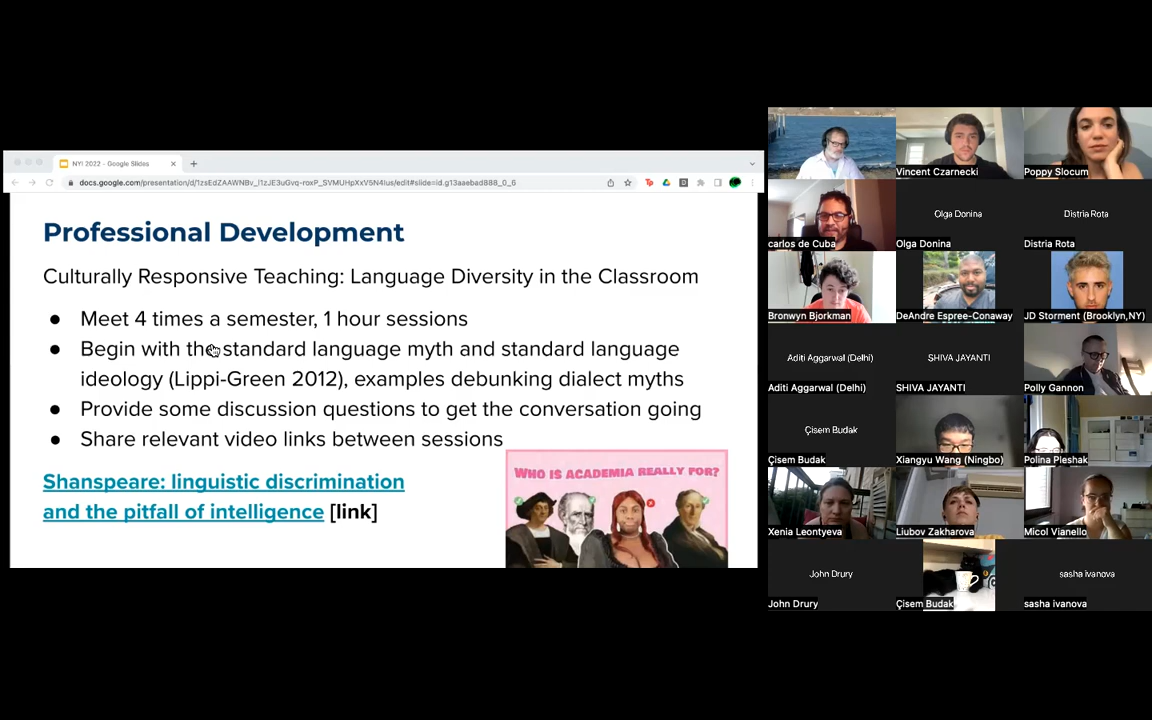 NYI 2022 - Google Slides
docs.google.com/presentation/d/1zsEdZAAWNBv_l1zJE3uGvq-roxP_SVMUHpXxV5N4lus/edit#slide=id.g13aaebad888_0_6
Professional Development
Culturally Responsive Teaching: Language Diversity in the Classroom
● Meet 4 times a semester, 1 hour sessions
● Begin with the standard language myth and standard language
ideology (Lippi-Green 2012), examples debunking dialect myths
● Provide some discussion questions to get the conversation going
● Share relevant video links between sessions
Shanspeare: linguistic discrimination
and the pitfall of intelligence [link]
WHO IS ACADEMIA REALLY FOR?
Vincent Czarnecki
Poppy Slocum
carlos de Cuba
Olga Donina
Olga Donina
Distria Rota
Distria Rota
Bronwyn Bjorkman
DeAndre Espree-Conaway
JD Storment (Brooklyn,NY)
Aditi Aggarwal (Delhi)
Aditi Aggarwal (Delhi)
SHIVA JAYANTI
SHIVA JAYANTI
Polly Gannon
Çisem Budak
Çisem Budak
Xiangyu Wang (Ningbo)
Polina Pleshak
Xenia Leontyeva
Liubov Zakharova
Micol Vianello
John Drury
John Drury
Çisem Budak
sasha ivanova
sasha ivanova